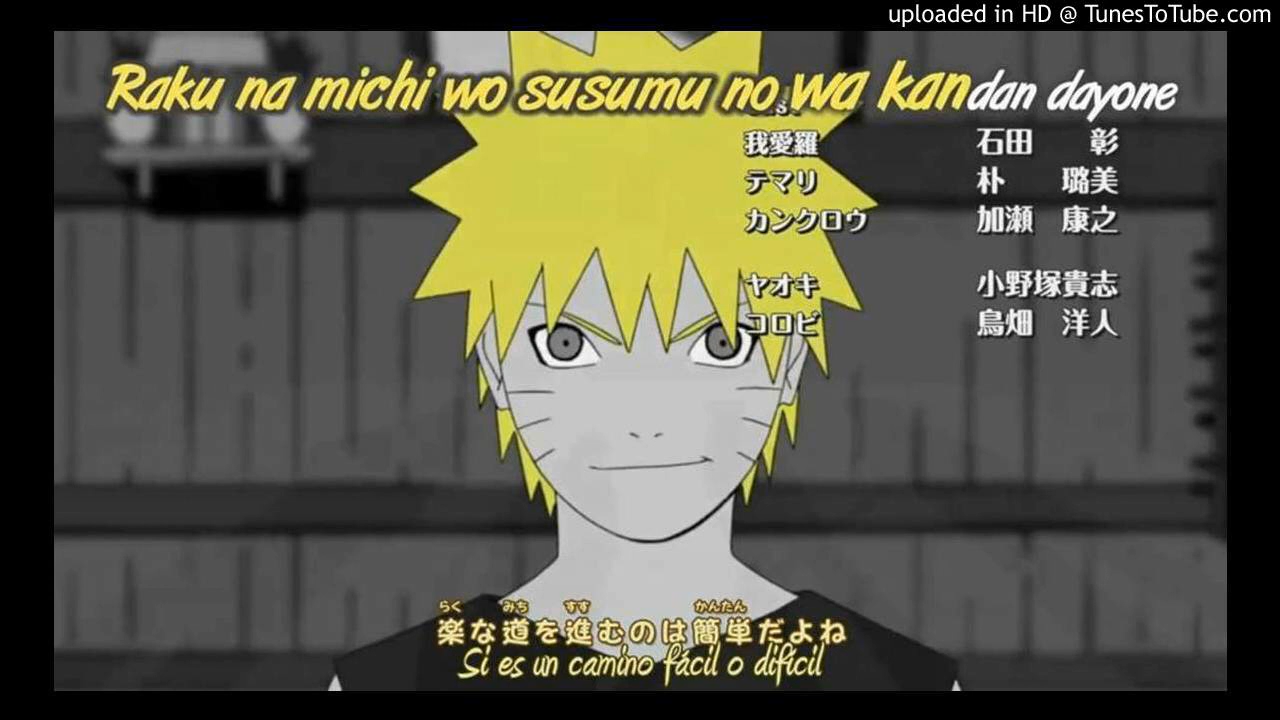 uploaded in HD @ TunesToTube.com
Raku na michi wo susumu no wa kandan dayone
Cast
我愛羅 石田 彰
テマリ 朴 璐美
カンクロウ 加瀬 康之
ヤオキ 小野塚貴志
コロビ 鳥畑 洋人
らく みち すす かんたん
楽な道を進むのは簡単だよね
Si es un camino fácil o difícil